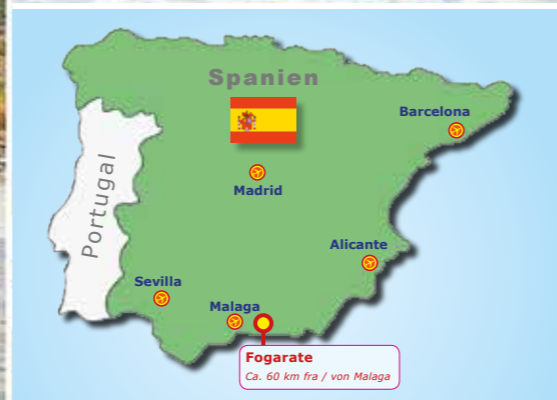 Spanien
Barcelona
Portugal
Madrid
Alicante
Sevilla
Malaga
Fogarate
Ca. 60 km fra / von Malaga